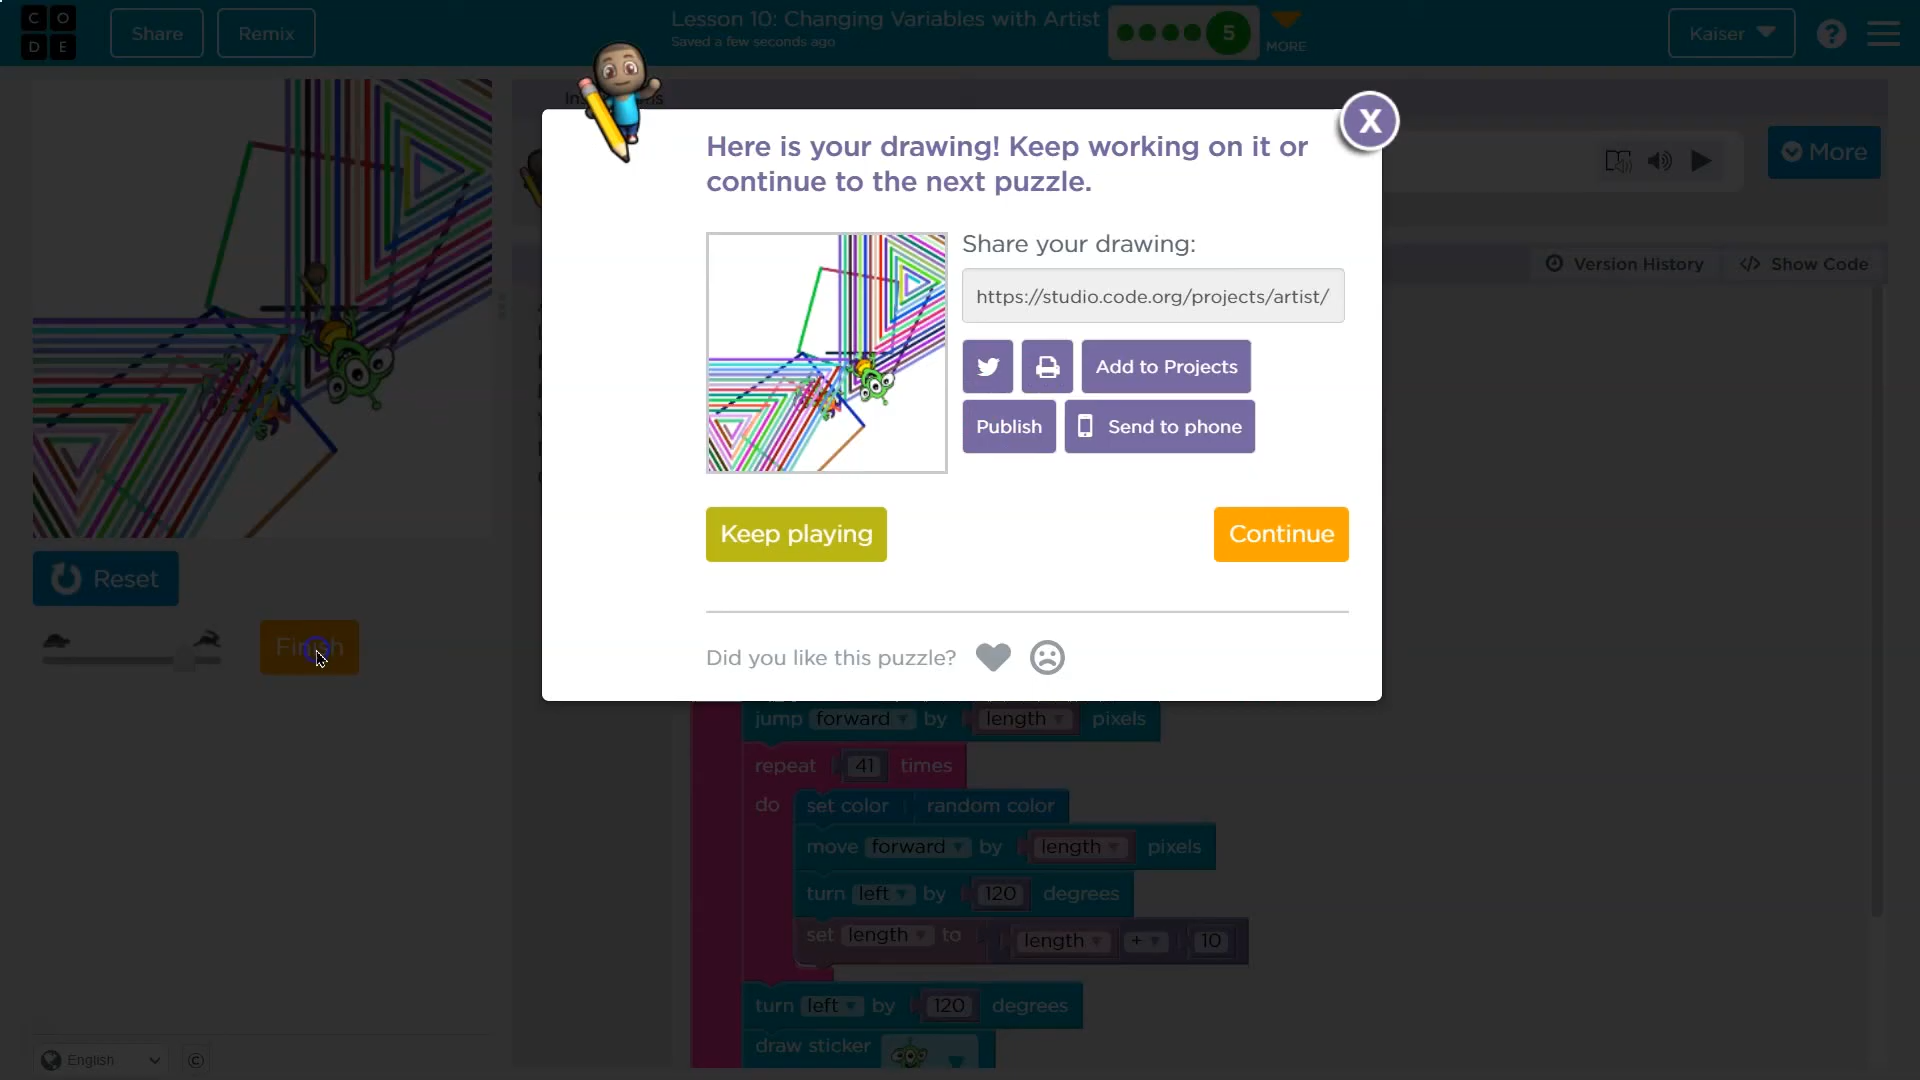 C O
D E
Share
Remix
Lesson 10: Changing Variables with Artist
Saved a few seconds ago
5
MORE
Kaiser
?
Here is your drawing! Keep working on it or
continue to the next puzzle.
X
More
Share your drawing:
https://studio.code.org/projects/artist/
Version History
Show Code
Add to Projects
Publish
Send to phone
Keep playing
Continue
Reset
Finish
Did you like this puzzle?
jump forward by length pixels
repeat 41 times
do set color random color
move forward by length pixels
turn left by 120 degrees
set length to length + 10
turn left by 120 degrees
draw sticker
English
©